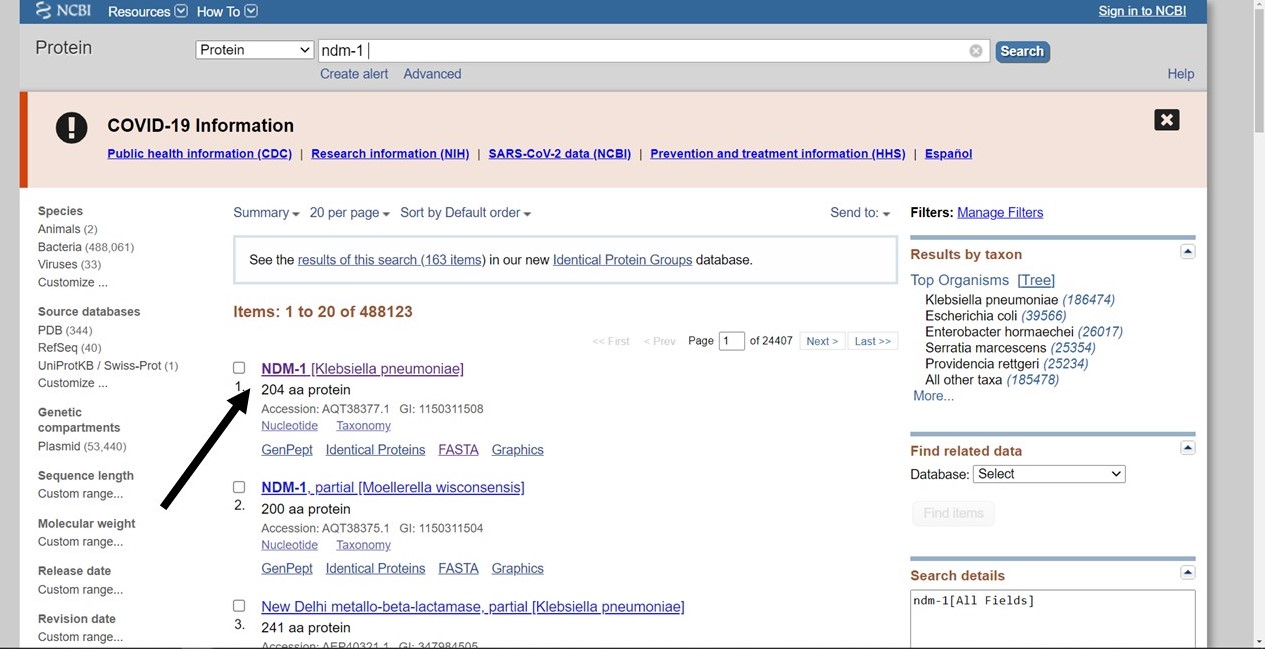 NCBI Resources How To Sign in to NCBI
Protein Protein ndm-1 Search
Create alert Advanced Help
COVID-19 Information
Public health information (CDC) | Research information (NIH) | SARS-CoV-2 data (NCBI) | Prevention and treatment information (HHS) | Español
Species
Animals (2)
Bacteria (488,061)
Viruses (33)
Customize ...
Source databases
PDB (344)
RefSeq (40)
UniProtKB / Swiss-Prot (1)
Customize ...
Genetic
compartments
Plasmid (53,440)
Sequence length
Custom range...
Molecular weight
Custom range...
Release date
Custom range...
Revision date
Custom range...
Summary 20 per page Sort by Default order Send to:
See the results of this search (163 items) in our new Identical Protein Groups database.
Items: 1 to 20 of 488123
<< First < Prev Page 1 of 24407 Next > Last >>
NDM-1 [Klebsiella pneumoniae]
1. 204 aa protein
Accession: AQT38377.1 GI: 1150311508
Nucleotide Taxonomy
GenPept Identical Proteins FASTA Graphics
NDM-1, partial [Moellerella wisconsensis]
2. 200 aa protein
Accession: AQT38375.1 GI: 1150311504
Nucleotide Taxonomy
GenPept Identical Proteins FASTA Graphics
New Delhi metallo-beta-lactamase, partial [Klebsiella pneumoniae]
3. 241 aa protein
Accession: AEP40321.1 GI: 347984505
Filters: Manage Filters
Results by taxon
Top Organisms [Tree]
Klebsiella pneumoniae (186474)
Escherichia coli (39566)
Enterobacter hormaechei (26017)
Serratia marcescens (25354)
Providencia rettgeri (25234)
All other taxa (185478)
More...
Find related data
Database: Select
Find items
Search details
ndm-1[All Fields]